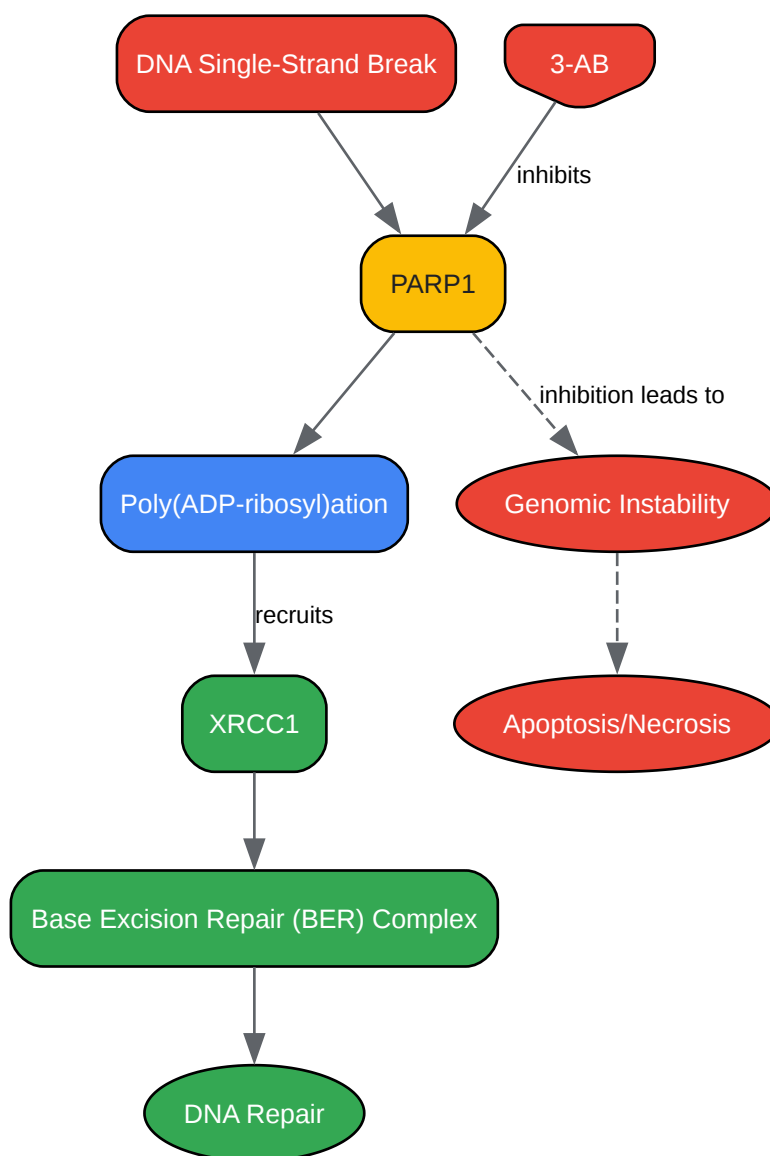 DNA Single-Strand Break
3-AB
inhibits
PARP1
inhibition leads to
Poly(ADP-ribosyl)ation
Genomic Instability
recruits
XRCC1
Apoptosis/Necrosis
Base Excision Repair (BER) Complex
DNA Repair